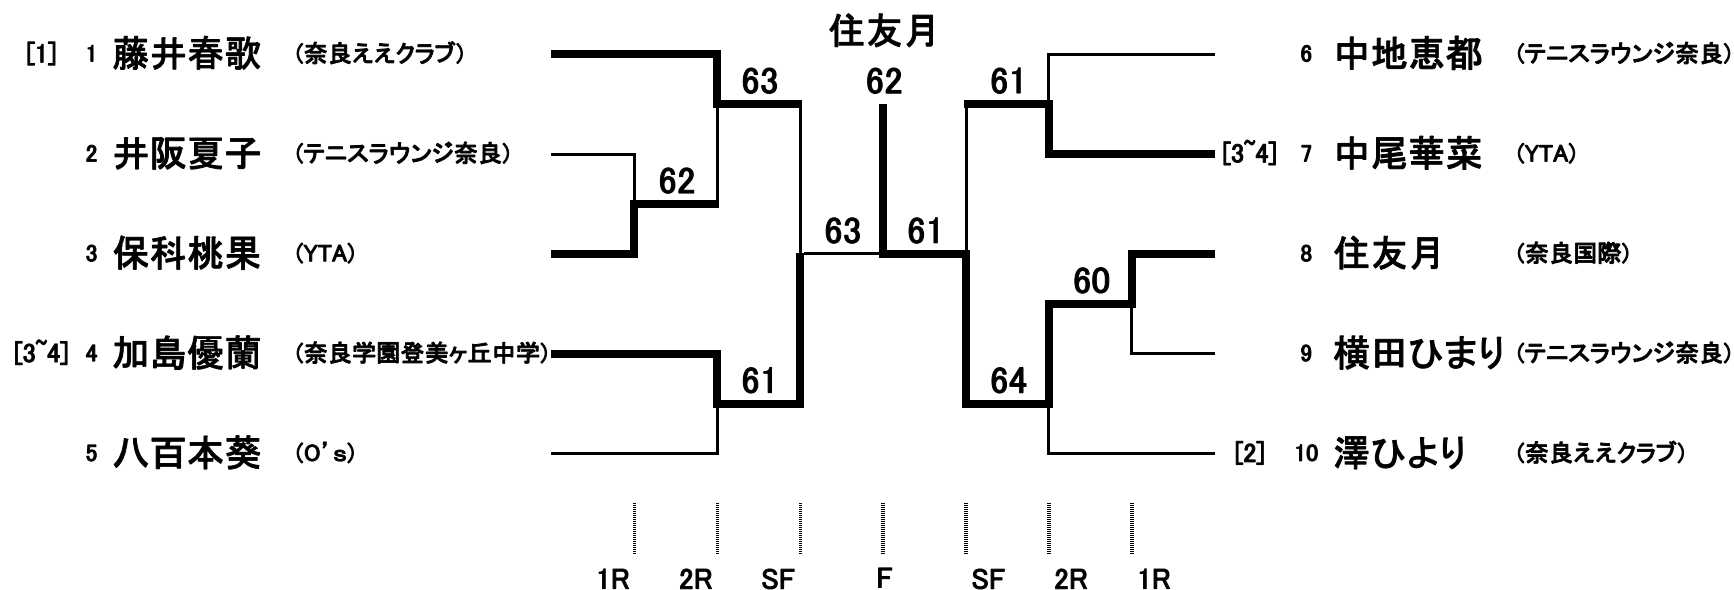 住友月
[1] 1 藤井春歌 (奈良ええクラブ) 63 62 61 6 中地恵都 (テニスラウンジ奈良)
2 井阪夏子 (テニスラウンジ奈良) [3~4] 7 中尾華菜 (YTA)
62
63 61
3 保科桃果 (YTA) 8 住友月 (奈良国際)
60
[3~4] 4 加島優蘭 (奈良学園登美ヶ丘中学) 9 横田ひまり (テニスラウンジ奈良)
61 64
5 八百本葵 (O's) [2] 10 澤ひより (奈良ええクラブ)
1R 2R SF F SF 2R 1R